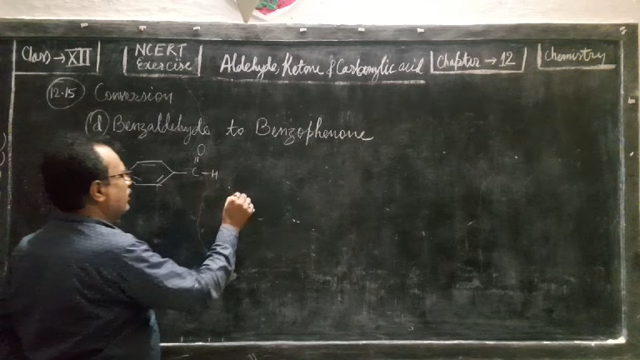 Class → XII
NCERT
Exercise
Aldehyde, Ketone & Carboxylic acid
Chapter → 12
Chemistry
12.15 Conversion
(d) Benzaldehyde to Benzophenone
O
C – H